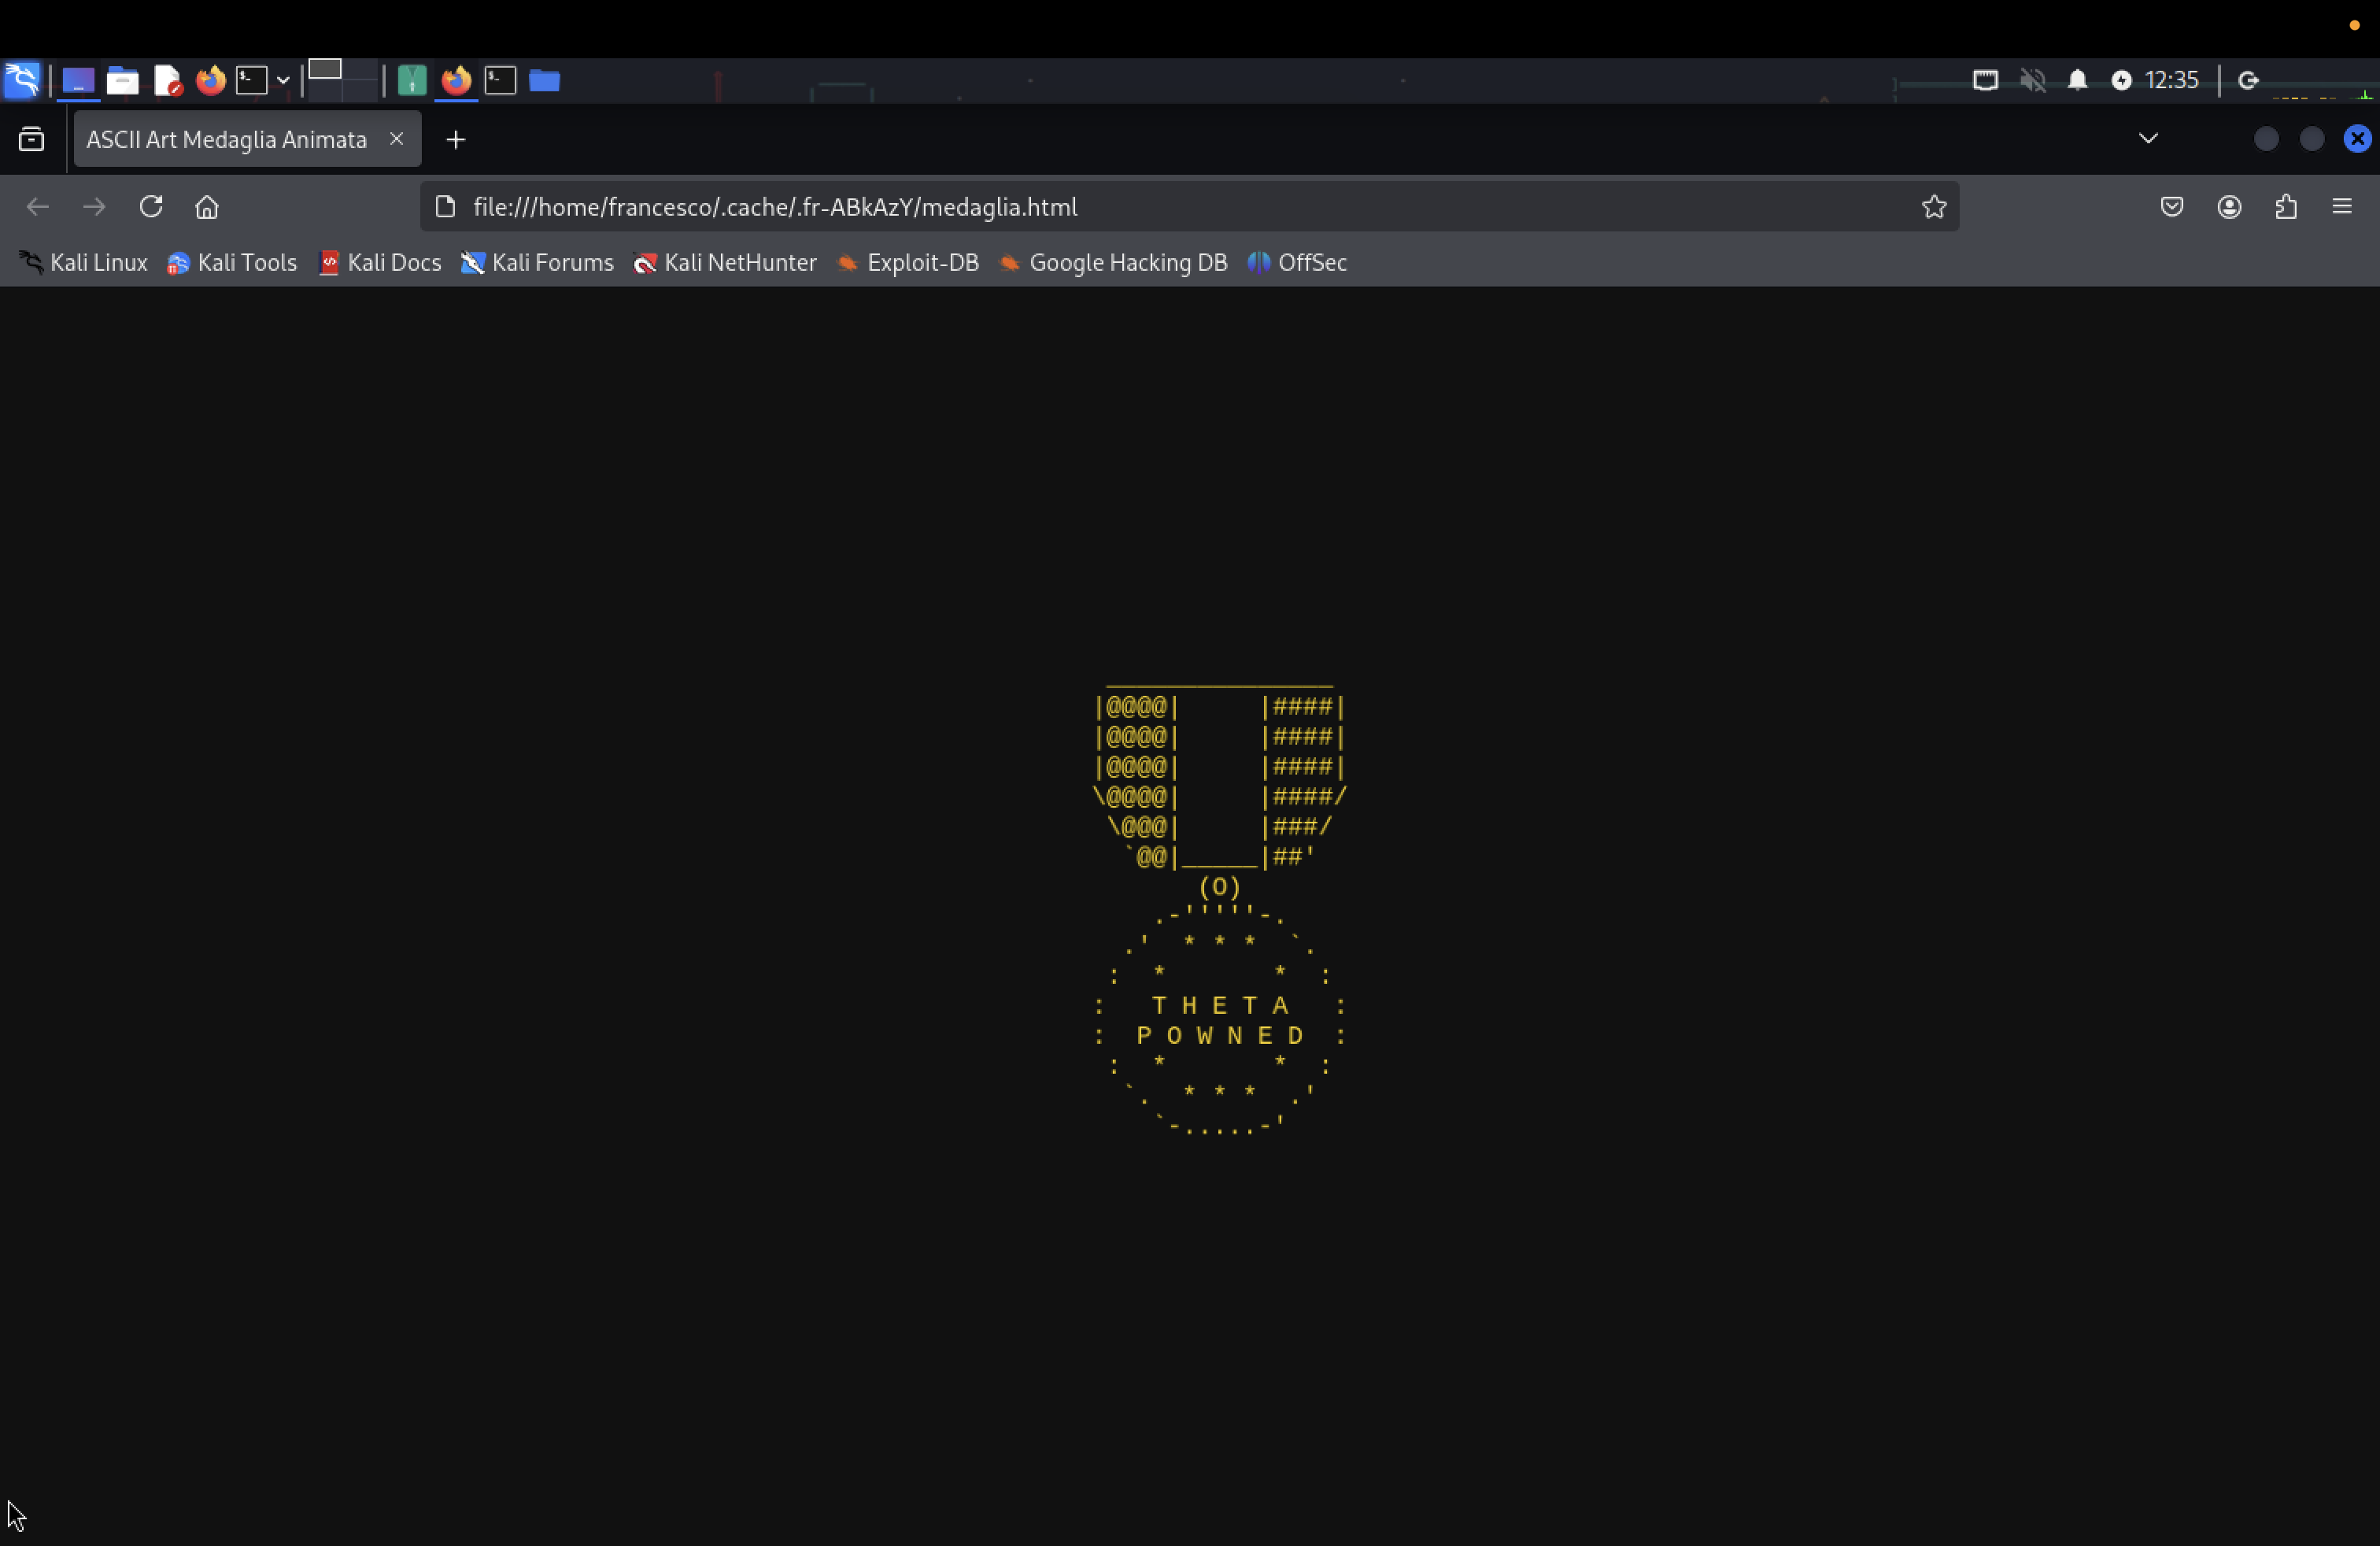 12:35
ASCII Art Medaglia Animata
file:///home/francesco/.cache/.fr-ABkAzY/medaglia.html
Kali Linux Kali Tools Kali Docs Kali Forums Kali NetHunter Exploit-DB Google Hacking DB OffSec
 _______________
|@@@@|     |####|
|@@@@|     |####|
|@@@@|     |####|
\@@@@|     |####/
 \@@@|     |###/
  `@@|_____|##'
       (O)
    .-'''''-.
  .'  * * *  `.
 :  *       *  :
:   T H E T A   :
:  P O W N E D  :
 :  *       *  :
  `.  * * *  .'
    `-.....-'